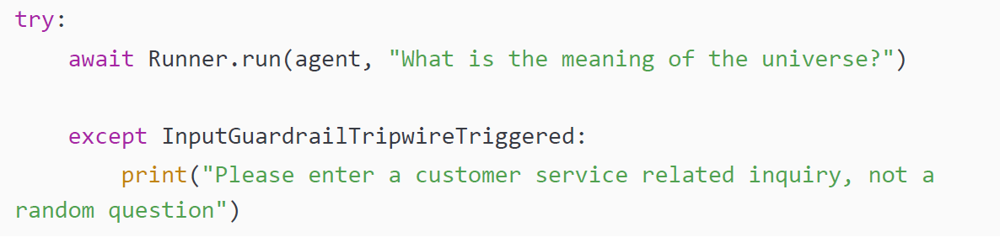 try:
    await Runner.run(agent, "What is the meaning of the universe?")
    except InputGuardrailTripwireTriggered:
        print("Please enter a customer service related inquiry, not a
random question")